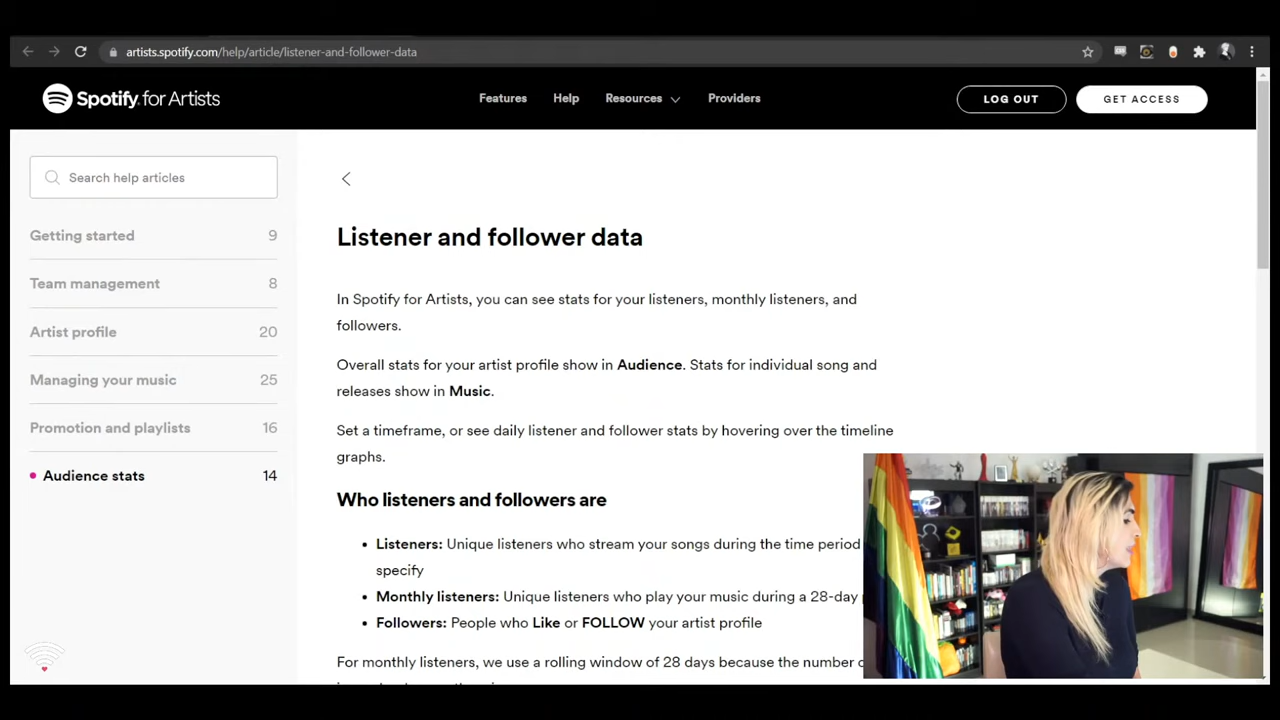 artists.spotify.com/help/article/listener-and-follower-data
Spotify for Artists
Features
Help
Resources
Providers
LOG OUT
GET ACCESS
Search help articles
Getting started 9
Team management 8
Artist profile 20
Managing your music 25
Promotion and playlists 16
Audience stats 14
Listener and follower data
In Spotify for Artists, you can see stats for your listeners, monthly listeners, and
followers.
Overall stats for your artist profile show in Audience. Stats for individual song and
releases show in Music.
Set a timeframe, or see daily listener and follower stats by hovering over the timeline
graphs.
Who listeners and followers are
• Listeners: Unique listeners who stream your songs during the time period
specify
• Monthly listeners: Unique listeners who play your music during a 28-day
• Followers: People who Like or FOLLOW your artist profile
For monthly listeners, we use a rolling window of 28 days because the number